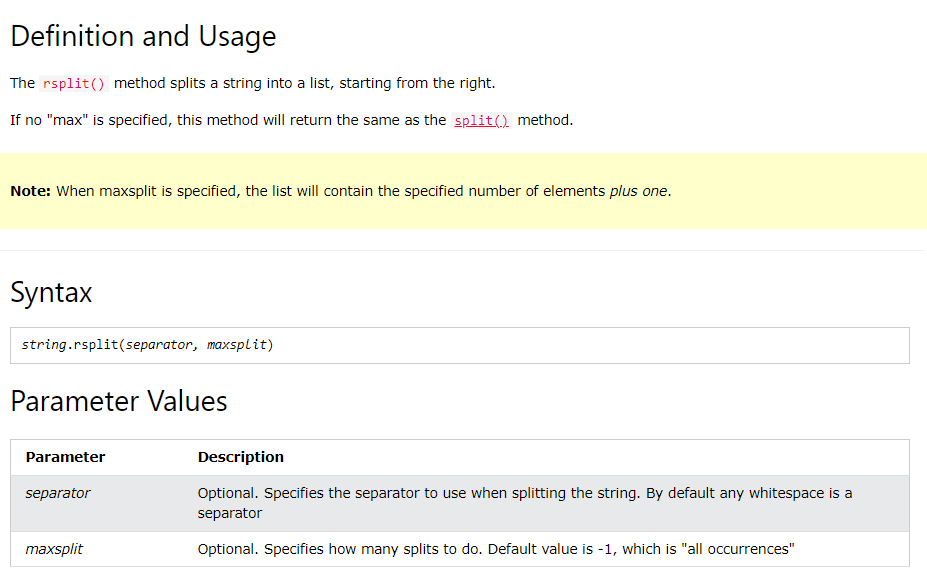 Definition and Usage
The rsplit() method splits a string into a list, starting from the right.
If no "max" is specified, this method will return the same as the split() method.
Note: When maxsplit is specified, the list will contain the specified number of elements plus one.
Syntax
string.rsplit(separator, maxsplit)
Parameter Values
Parameter Description
separator Optional. Specifies the separator to use when splitting the string. By default any whitespace is a
separator
maxsplit Optional. Specifies how many splits to do. Default value is -1, which is "all occurrences"